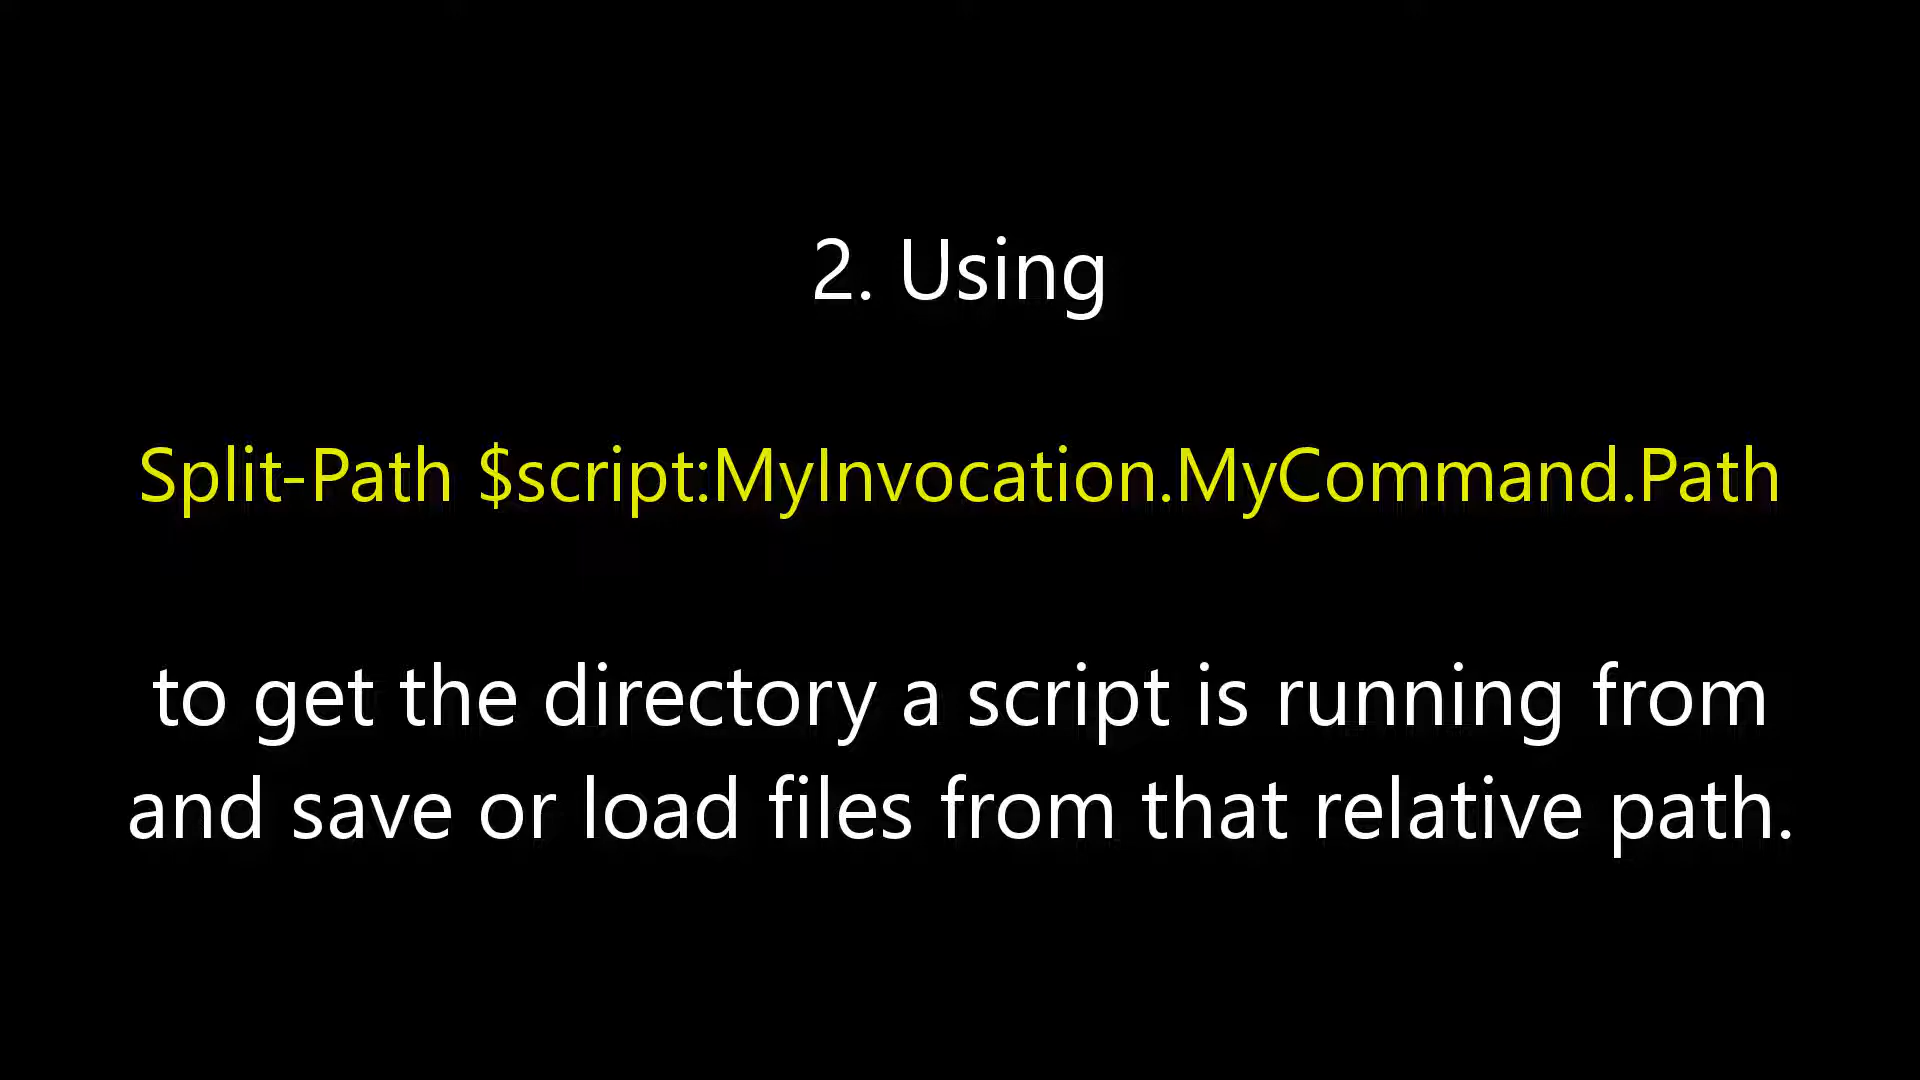 2. Using
Split-Path $script:MyInvocation.MyCommand.Path
to get the directory a script is running from
and save or load files from that relative path.